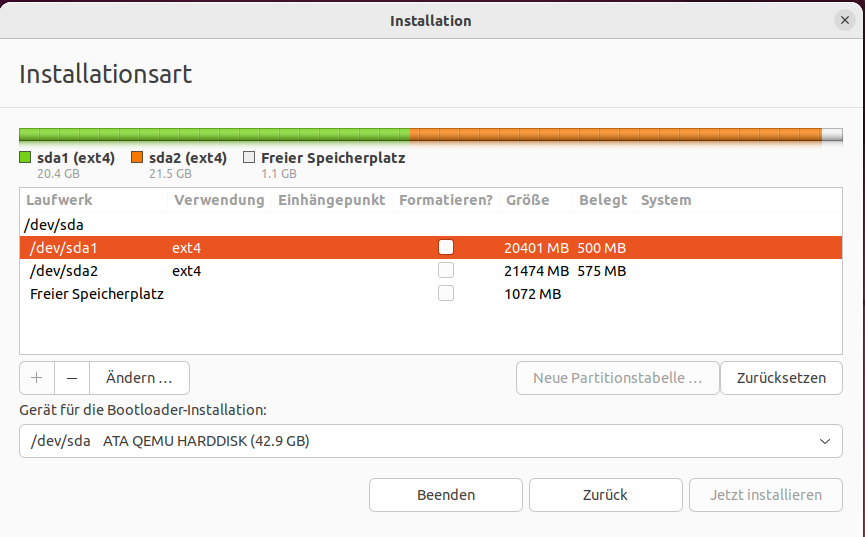 Installation
Installationsart
sda1 (ext4) sda2 (ext4) Freier Speicherplatz
20.4 GB 21.5 GB 1.1 GB
Laufwerk Verwendung Einhängepunkt Formatieren? Größe Belegt System
/dev/sda
/dev/sda1 ext4 20401 MB 500 MB
/dev/sda2 ext4 21474 MB 575 MB
Freier Speicherplatz 1072 MB
+ – Ändern ... Neue Partitionstabelle ... Zurücksetzen
Gerät für die Bootloader-Installation:
/dev/sda ATA QEMU HARDDISK (42.9 GB)
Beenden Zurück Jetzt installieren